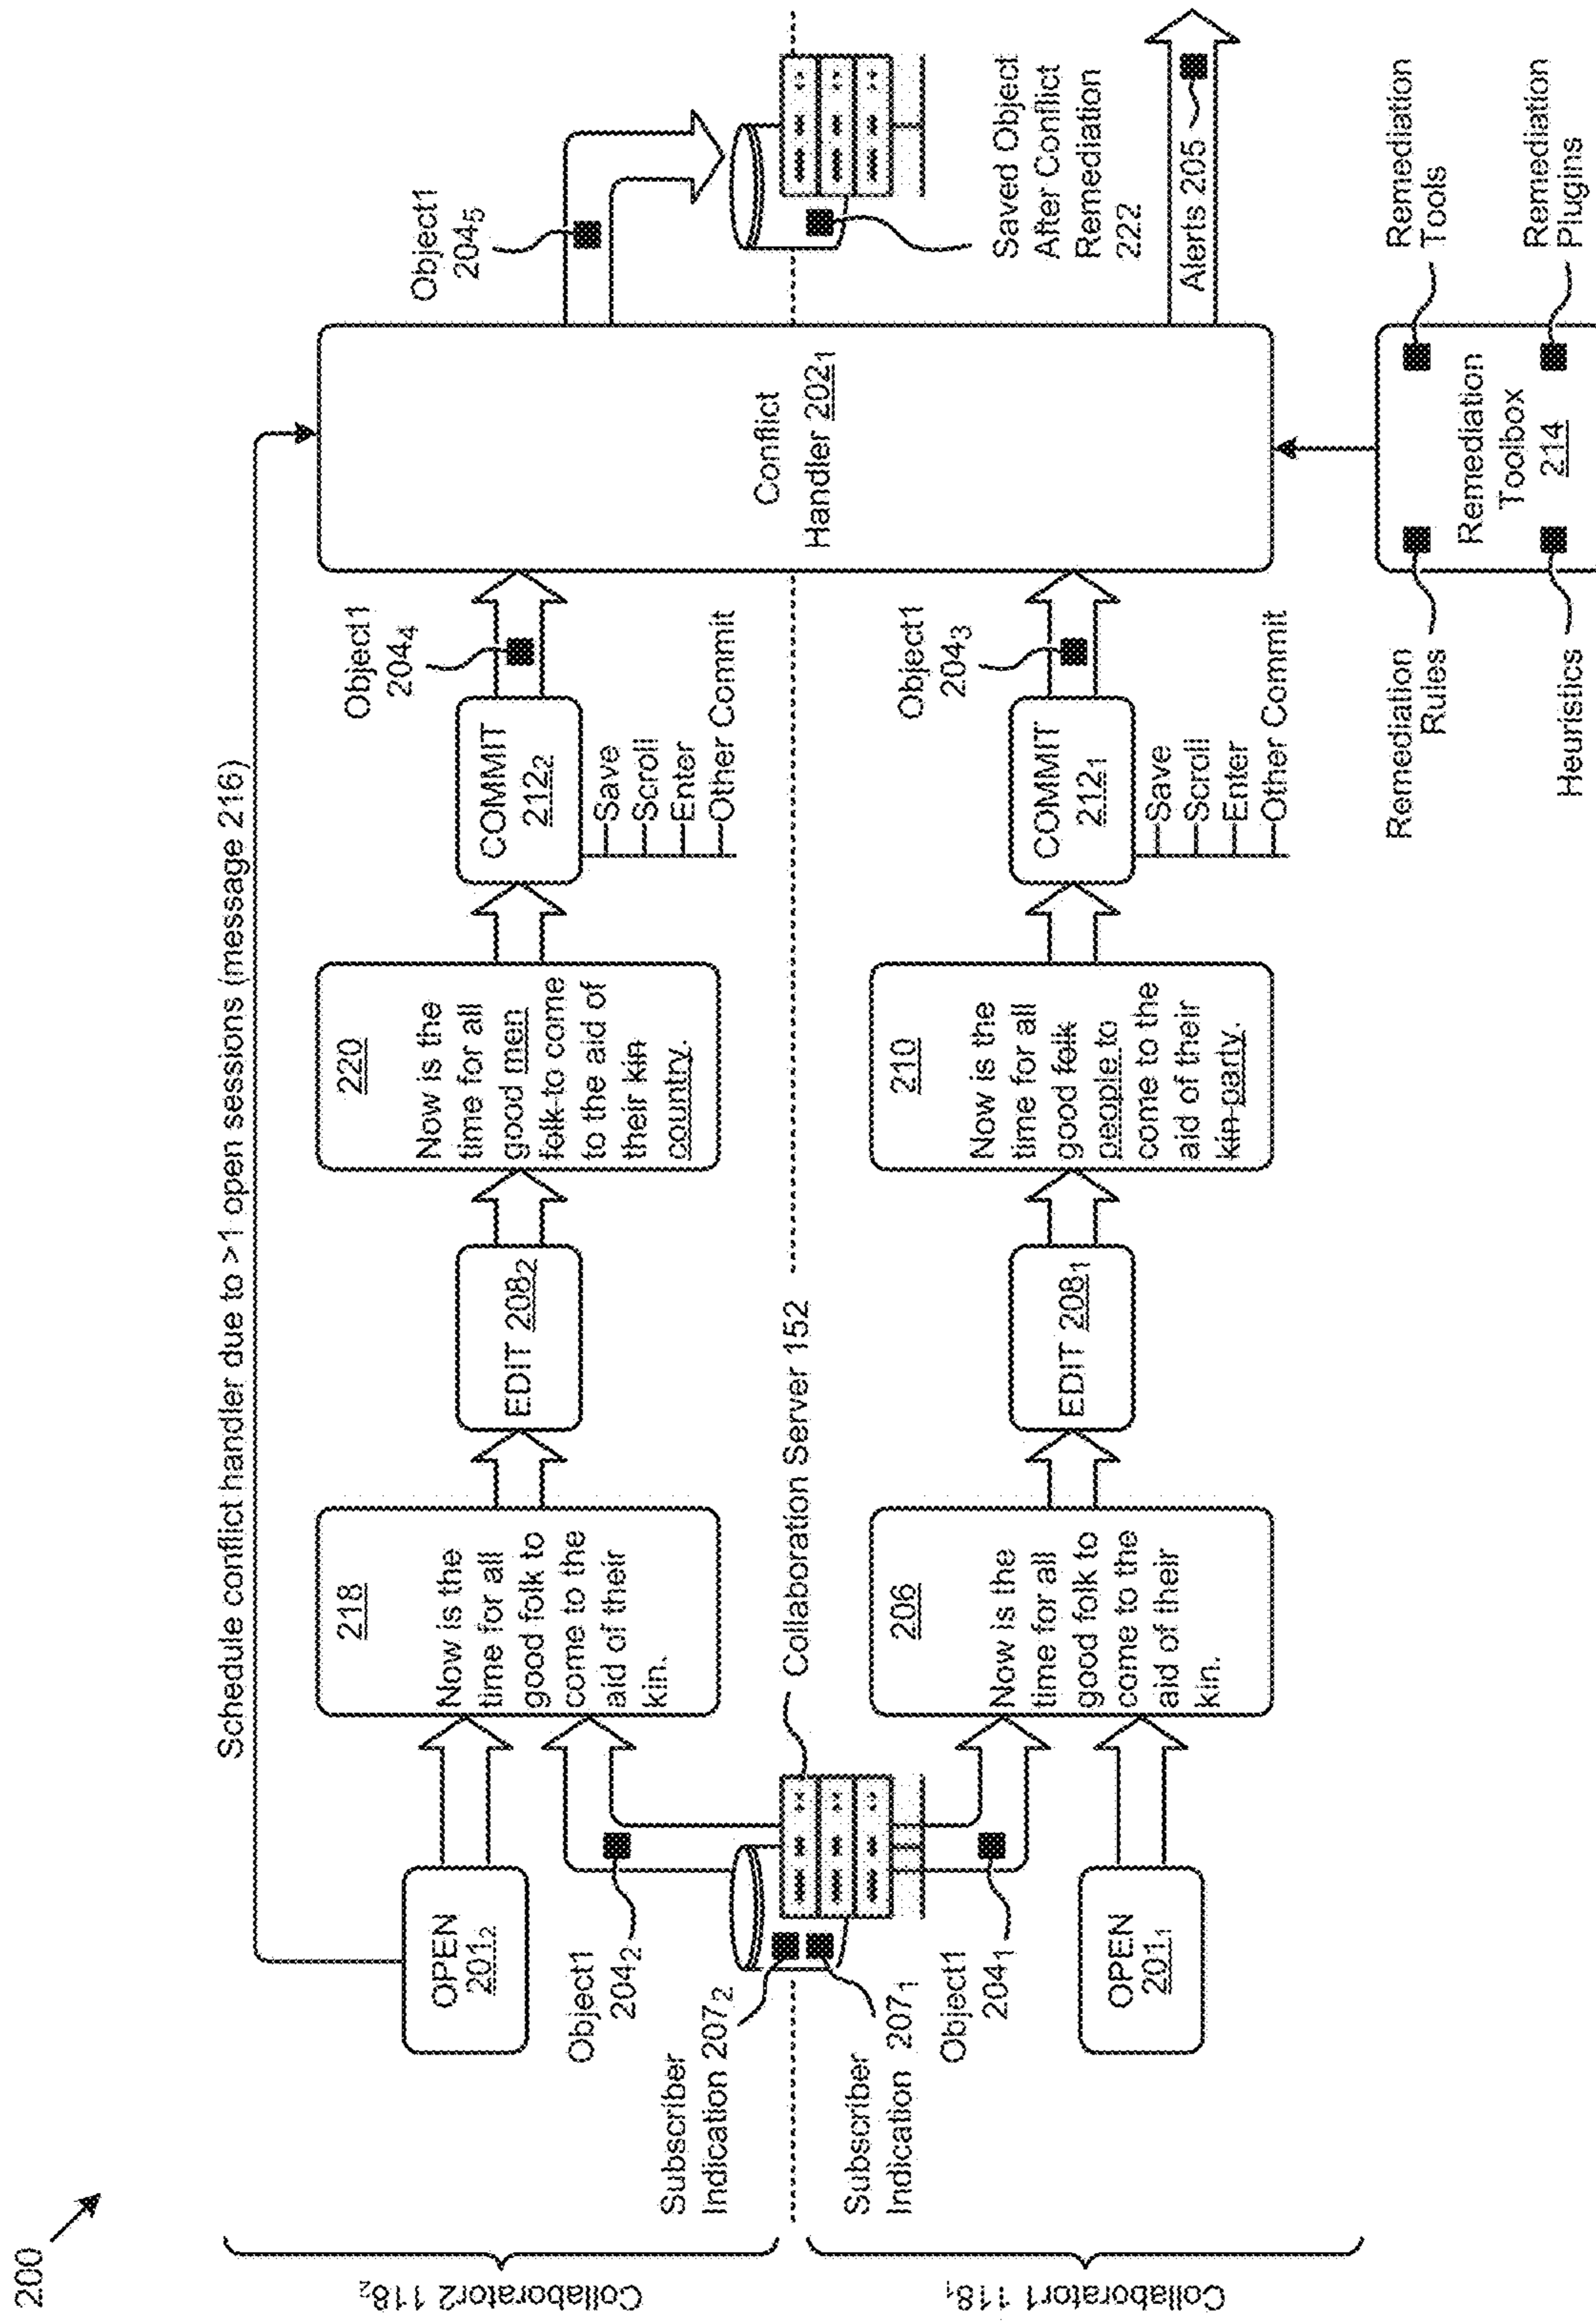 200
Schedule conflict handler due to >1 open sessions (message 216)
Collaborator2 118₂
OPEN
201₂
Object1
204₂
Subscriber
Indication 207₂
218
Now is the
time for all
good folk to
come to the
aid of their
kin.
EDIT 208₂
220
Now is the
time for all
good men
folk to come
to the aid of
their kin
country.
COMMIT
212₂
Save
Scroll
Enter
Other Commit
Object1
204₄
Conflict
Handler 202₁
Object1
204₅
Saved Object
After Conflict
Remediation
222
Alerts 205
Collaboration Server 152
Collaborator1 118₁
Subscriber
Indication 207₁
Object1
204₁
OPEN
201₁
206
Now is the
time for all
good folk to
come to the
aid of their
kin.
EDIT 208₁
210
Now is the
time for all
good folk
people to
come to the
aid of their
kin party.
COMMIT
212₁
Save
Scroll
Enter
Other Commit
Object1
204₃
Remediation
Rules
Heuristics
Remediation
Toolbox
214
Remediation
Tools
Remediation
Plugins